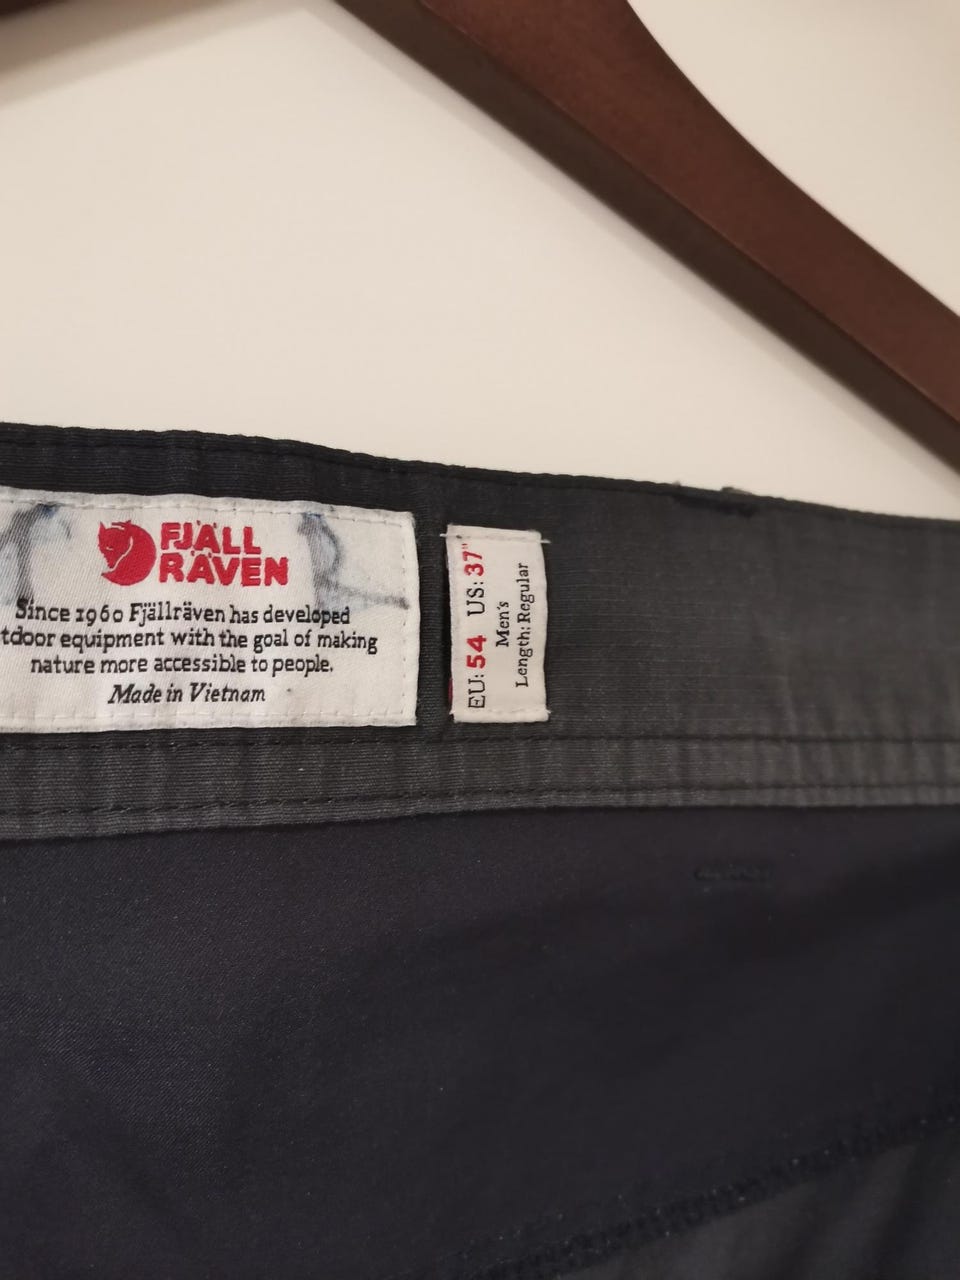 FJÄLL
RÄVEN
Since 1960 Fjällräven has developed
tdoor equipment with the goal of making
nature more accessible to people.
Made in Vietnam
EU: 54 US: 37"
Men's
Length: Regular